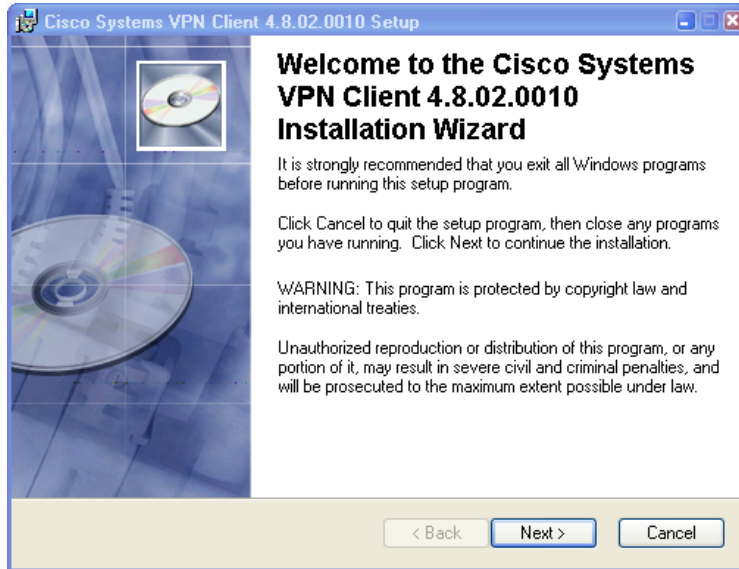 Cisco Systems VPN Client 4.8.02.0010 Setup
Welcome to the Cisco Systems
VPN Client 4.8.02.0010
Installation Wizard
It is strongly recommended that you exit all Windows programs
before running this setup program.
Click Cancel to quit the setup program, then close any programs
you have running. Click Next to continue the installation.
WARNING: This program is protected by copyright law and
international treaties.
Unauthorized reproduction or distribution of this program, or any
portion of it, may result in severe civil and criminal penalties, and
will be prosecuted to the maximum extent possible under law.
< Back Next > Cancel